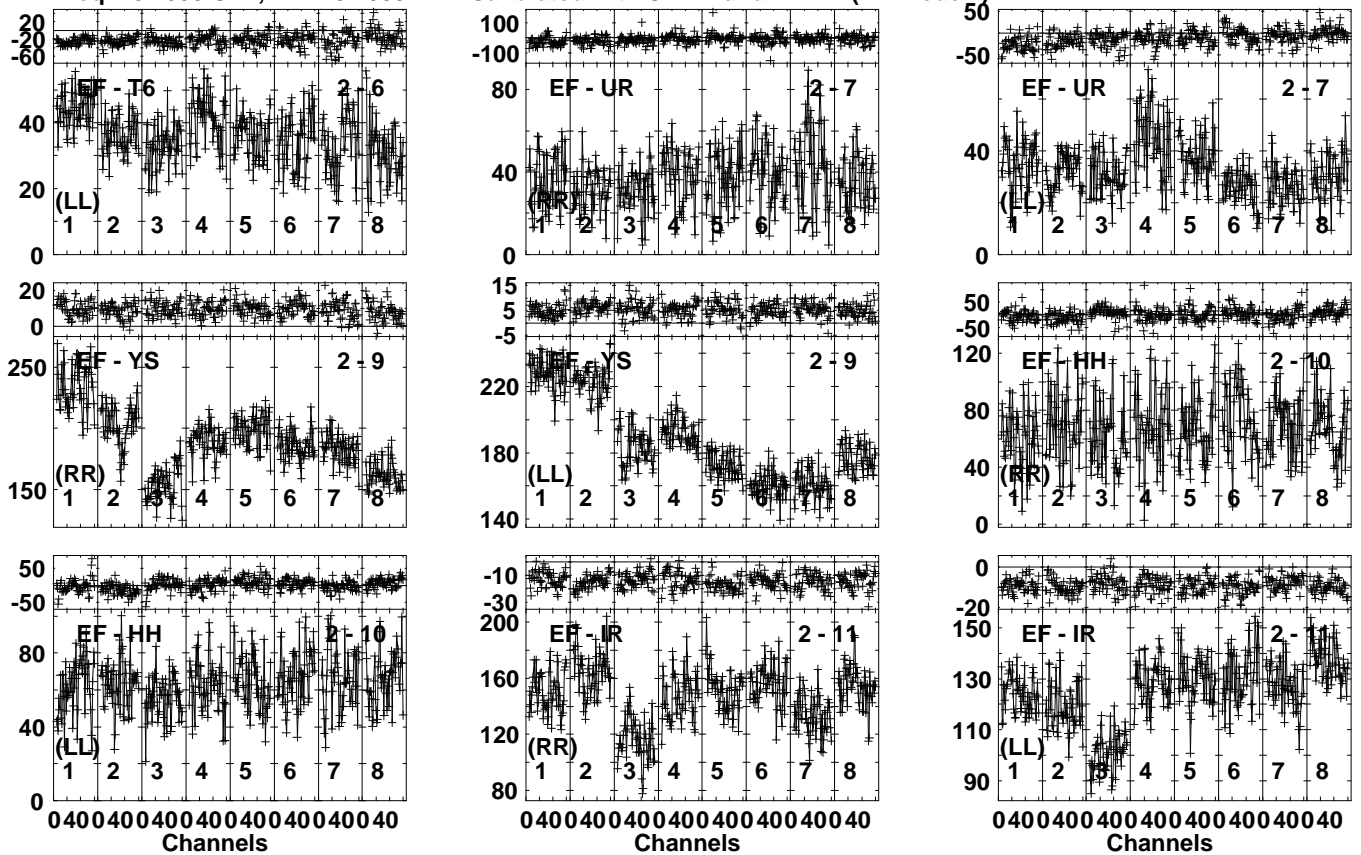 20
-20
-60
EF - T6 2 - 6
40
20
(LL)
1 2 3 4 5 6 7 8
0
100
-100
80
EF - UR 2 - 7
40
(RR)
1 2 3 4 5 6 7 8
0
50
-50
EF - UR 2 - 7
40
(LL)
1 2 3 4 5 6 7 8
0
20
0
EF - YS 2 - 9
250
(RR)
150
1 2 3 4 5 6 7 8
15
5
-5
EF - YS 2 - 9
220
180
(LL)
1 2 3 4 5 6 7 8
140
50
-50
120
EF - HH 2 - 10
80
40
(RR)
1 2 3 4 5 6 7 8
0
50
-50
EF - HH 2 - 10
80
40
(LL)
1 2 3 4 5 6 7 8
0
0 40 0 40 0 40 0 40 0 40 0 40 0 40 0 40
Channels
-10
-30
200
EF - IR 2 - 11
160
120
(RR)
1 2 3 4 5 6 7 8
80
0 40 0 40 0 40 0 40 0 40 0 40 0 40 0 40
Channels
0
-20
150
EF - IR 2 - 11
130
110
(LL)
1 2 3 4 5 6 7 8
90
0 40 0 40 0 40 0 40 0 40 0 40 0 40 0 40
Channels